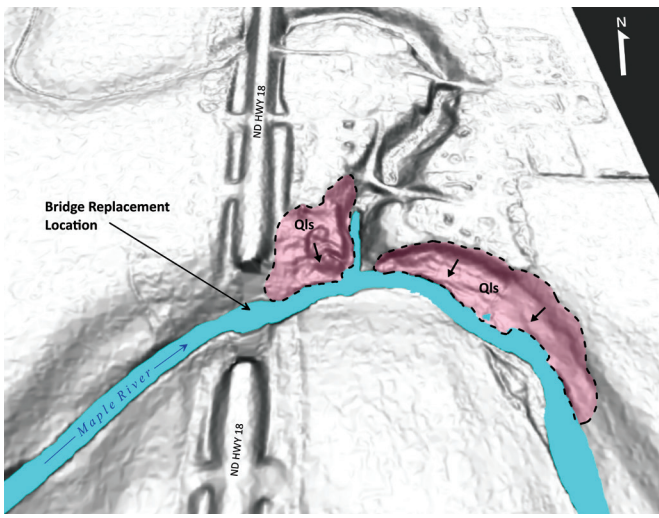 N
ND HWY 18
Bridge Replacement
Location
Qls
Qls
Maple River
ND HWY 18